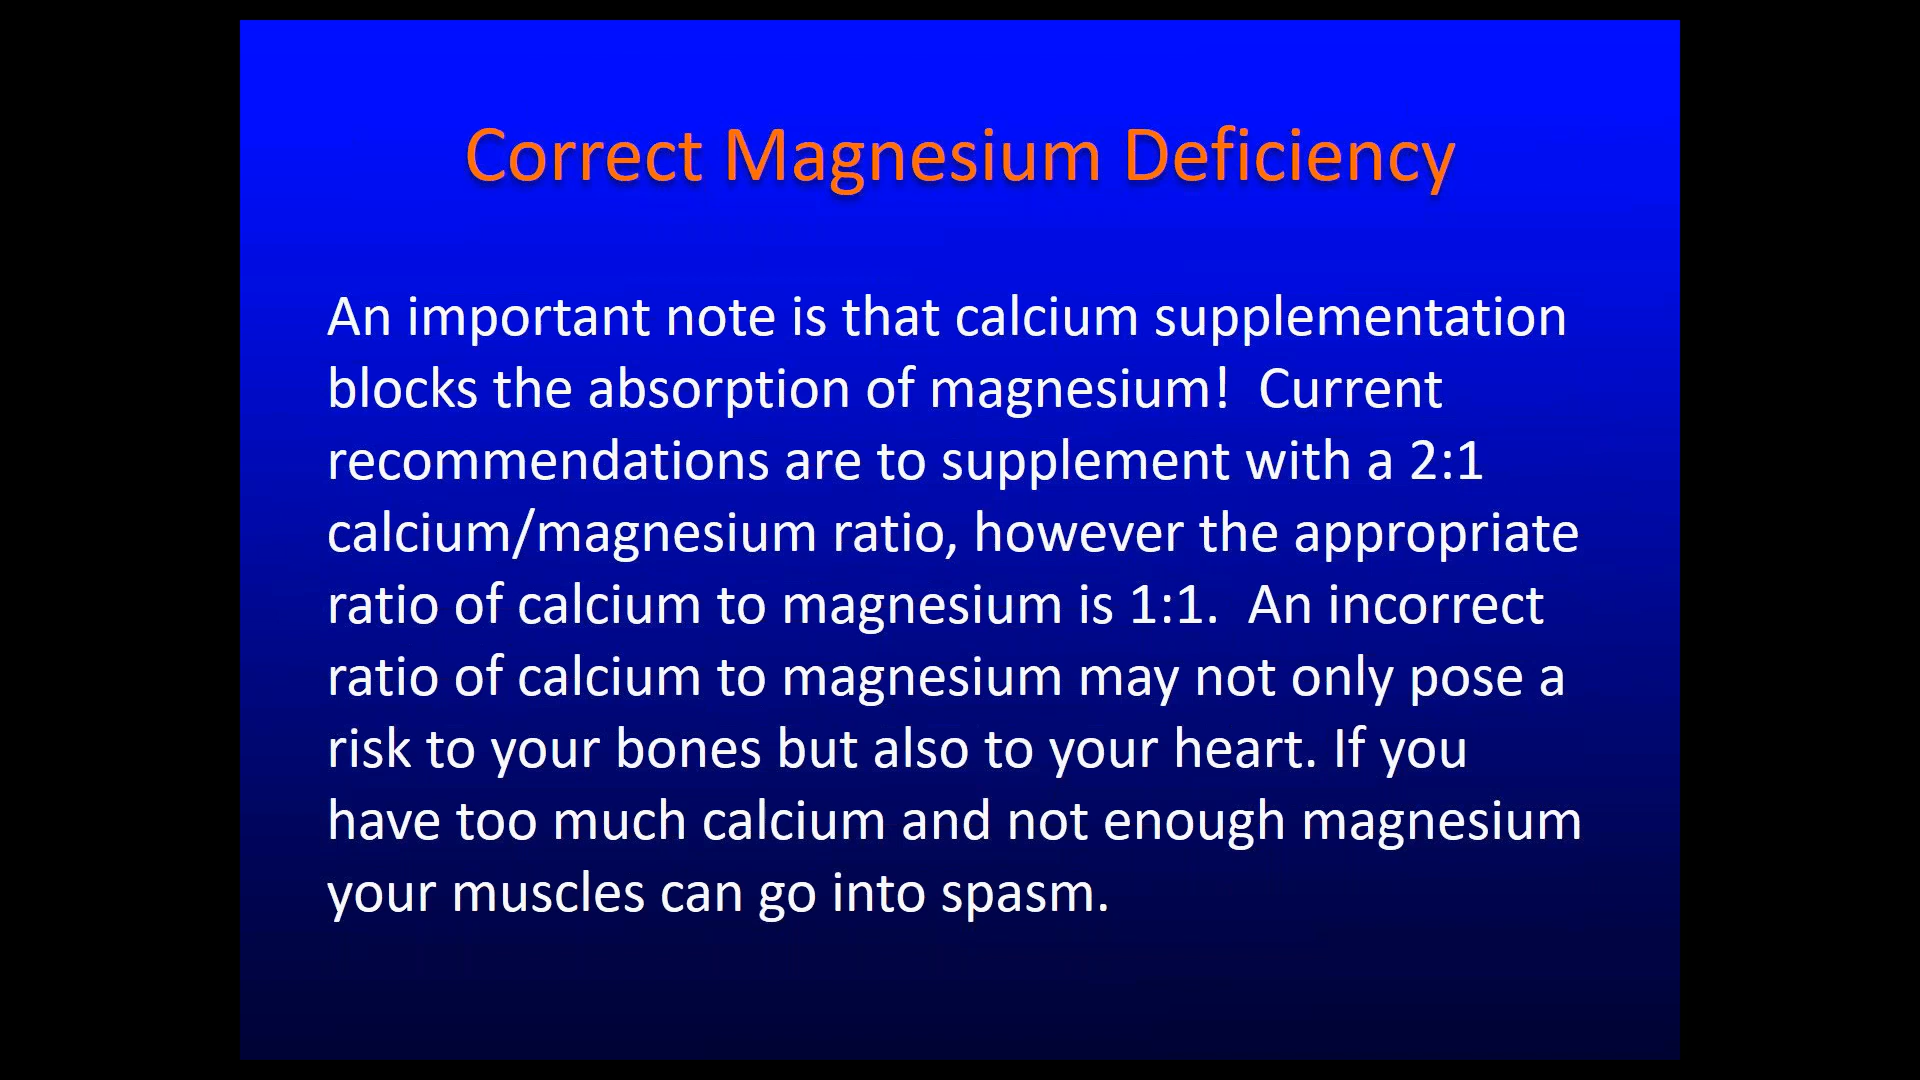 Correct Magnesium Deficiency
An important note is that calcium supplementation
blocks the absorption of magnesium!  Current
recommendations are to supplement with a 2:1
calcium/magnesium ratio, however the appropriate
ratio of calcium to magnesium is 1:1.  An incorrect
ratio of calcium to magnesium may not only pose a
risk to your bones but also to your heart. If you
have too much calcium and not enough magnesium
your muscles can go into spasm.